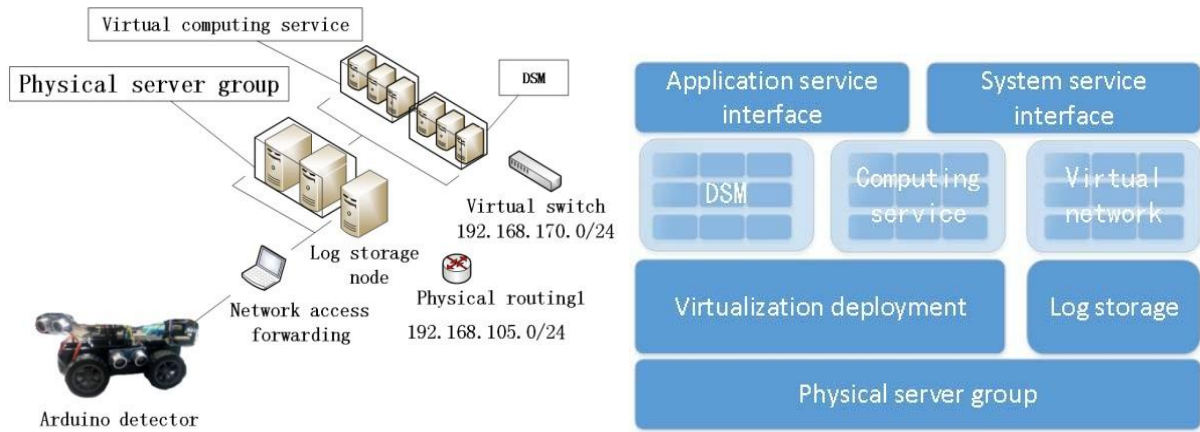 Virtual computing service
Physical server group
DSM
Virtual switch
192.168.170.0/24
Log storage
node
Physical routing1
192.168.105.0/24
Network access
forwarding
Arduino detector
Application service
interface
System service
interface
DSM
Computing
service
Virtual
network
Virtualization deployment
Log storage
Physical server group